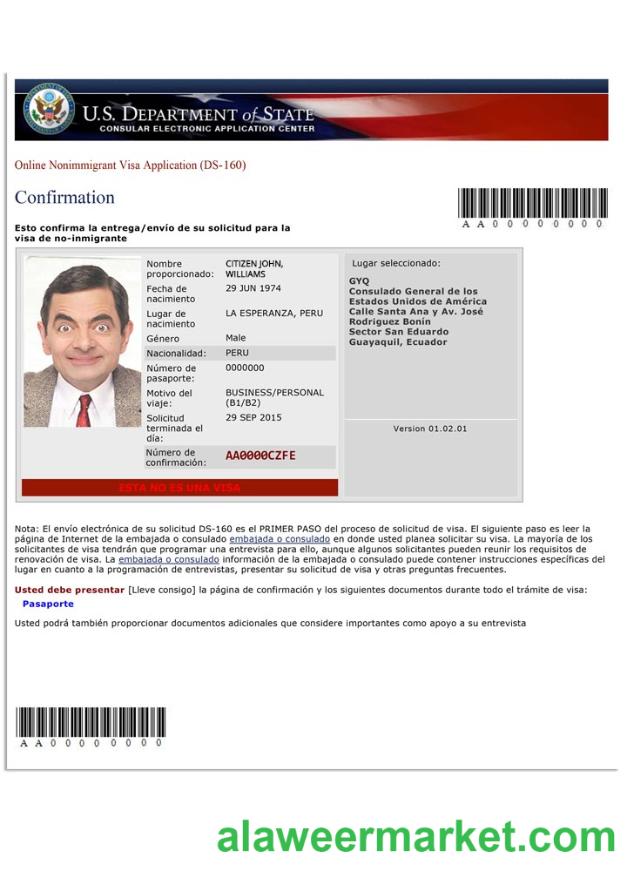 U.S. DEPARTMENT of STATE
CONSULAR ELECTRONIC APPLICATION CENTER
Online Nonimmigrant Visa Application (DS-160)
Confirmation
AA00000000
Esto confirma la entrega/envío de su solicitud para la
visa de no-inmigrante
Nombre
proporcionado:
CITIZEN JOHN,
WILLIAMS
Fecha de
nacimiento
29 JUN 1974
Lugar de
nacimiento
LA ESPERANZA, PERU
Género
Male
Nacionalidad:
PERU
Número de
pasaporte:
0000000
Motivo del
viaje:
BUSINESS/PERSONAL
(B1/B2)
Solicitud
terminada el
día:
29 SEP 2015
Número de
confirmación:
AA0000CZFE
ESTA NO ES UNA VISA
Lugar seleccionado:
GYQ
Consulado General de los
Estados Unidos de América
Calle Santa Ana y Av. José
Rodriguez Bonín
Sector San Eduardo
Guayaquil, Ecuador
Version 01.02.01
Nota: El envío electrónica de su solicitud DS-160 es el PRIMER PASO del proceso de solicitud de visa. El siguiente paso es leer la
página de Internet de la embajada o consulado embajada o consulado en donde usted planea solicitar su visa. La mayoría de los
solicitantes de visa tendrán que programar una entrevista para ello, aunque algunos solicitantes pueden reunir los requisitos de
renovación de visa. La embajada o consulado información de la embajada o consulado puede contener instrucciones específicas del
lugar en cuanto a la programación de entrevistas, presentar su solicitud de visa y otras preguntas frecuentes.
Usted debe presentar [Lleve consigo] la página de confirmación y los siguientes documentos durante todo el trámite de visa:
Pasaporte
Usted podrá también proporcionar documentos adicionales que considere importantes como apoyo a su entrevista
AA00000000
alaweermarket.com